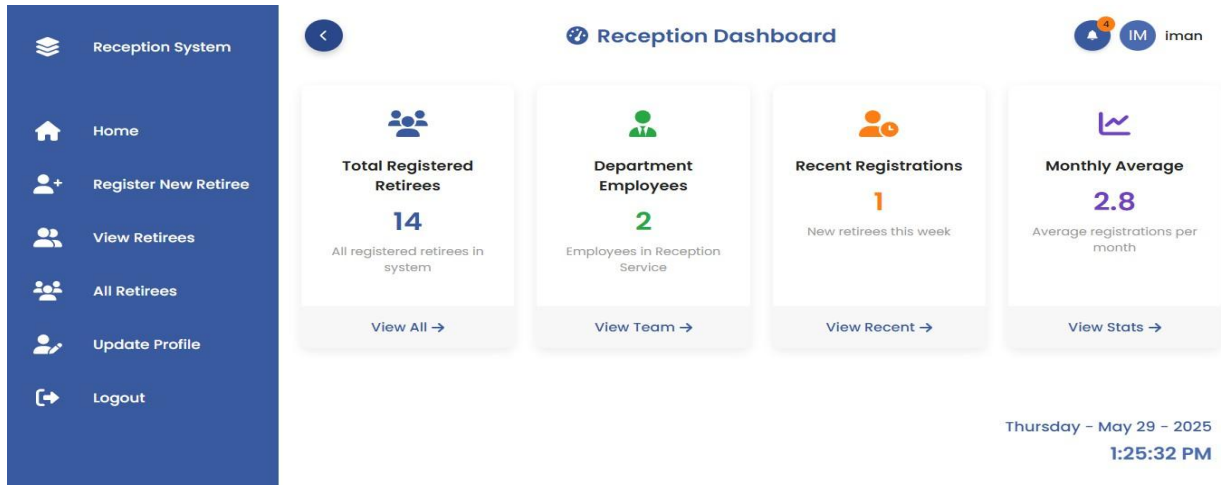 Reception System
Home
Register New Retiree
View Retirees
All Retirees
Update Profile
Logout
Reception Dashboard
4
IM
iman
Total Registered
Retirees
14
All registered retirees in
system
View All →
Department
Employees
2
Employees in Reception
Service
View Team →
Recent Registrations
1
New retirees this week
View Recent →
Monthly Average
2.8
Average registrations per
month
View Stats →
Thursday - May 29 - 2025
1:25:32 PM